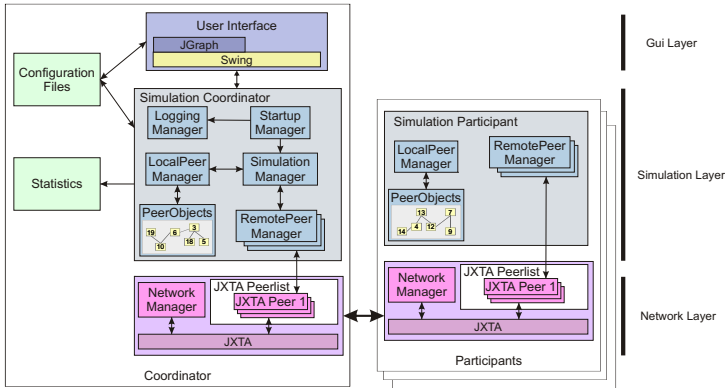 User Interface
JGraph
Swing
Gui Layer
Configuration
Files
Simulation Coordinator
Logging
Manager
Startup
Manager
LocalPeer
Manager
Simulation
Manager
Statistics
PeerObjects
19
10
6
3
18
5
RemotePeer
Manager
Simulation Participant
LocalPeer
Manager
RemotePeer
Manager
PeerObjects
13
7
14
4
12
9
Simulation Layer
Network
Manager
JXTA Peerlist
JXTA Peer 1
JXTA
Coordinator
Network
Manager
JXTA Peerlist
JXTA Peer 1
JXTA
Participants
Network Layer